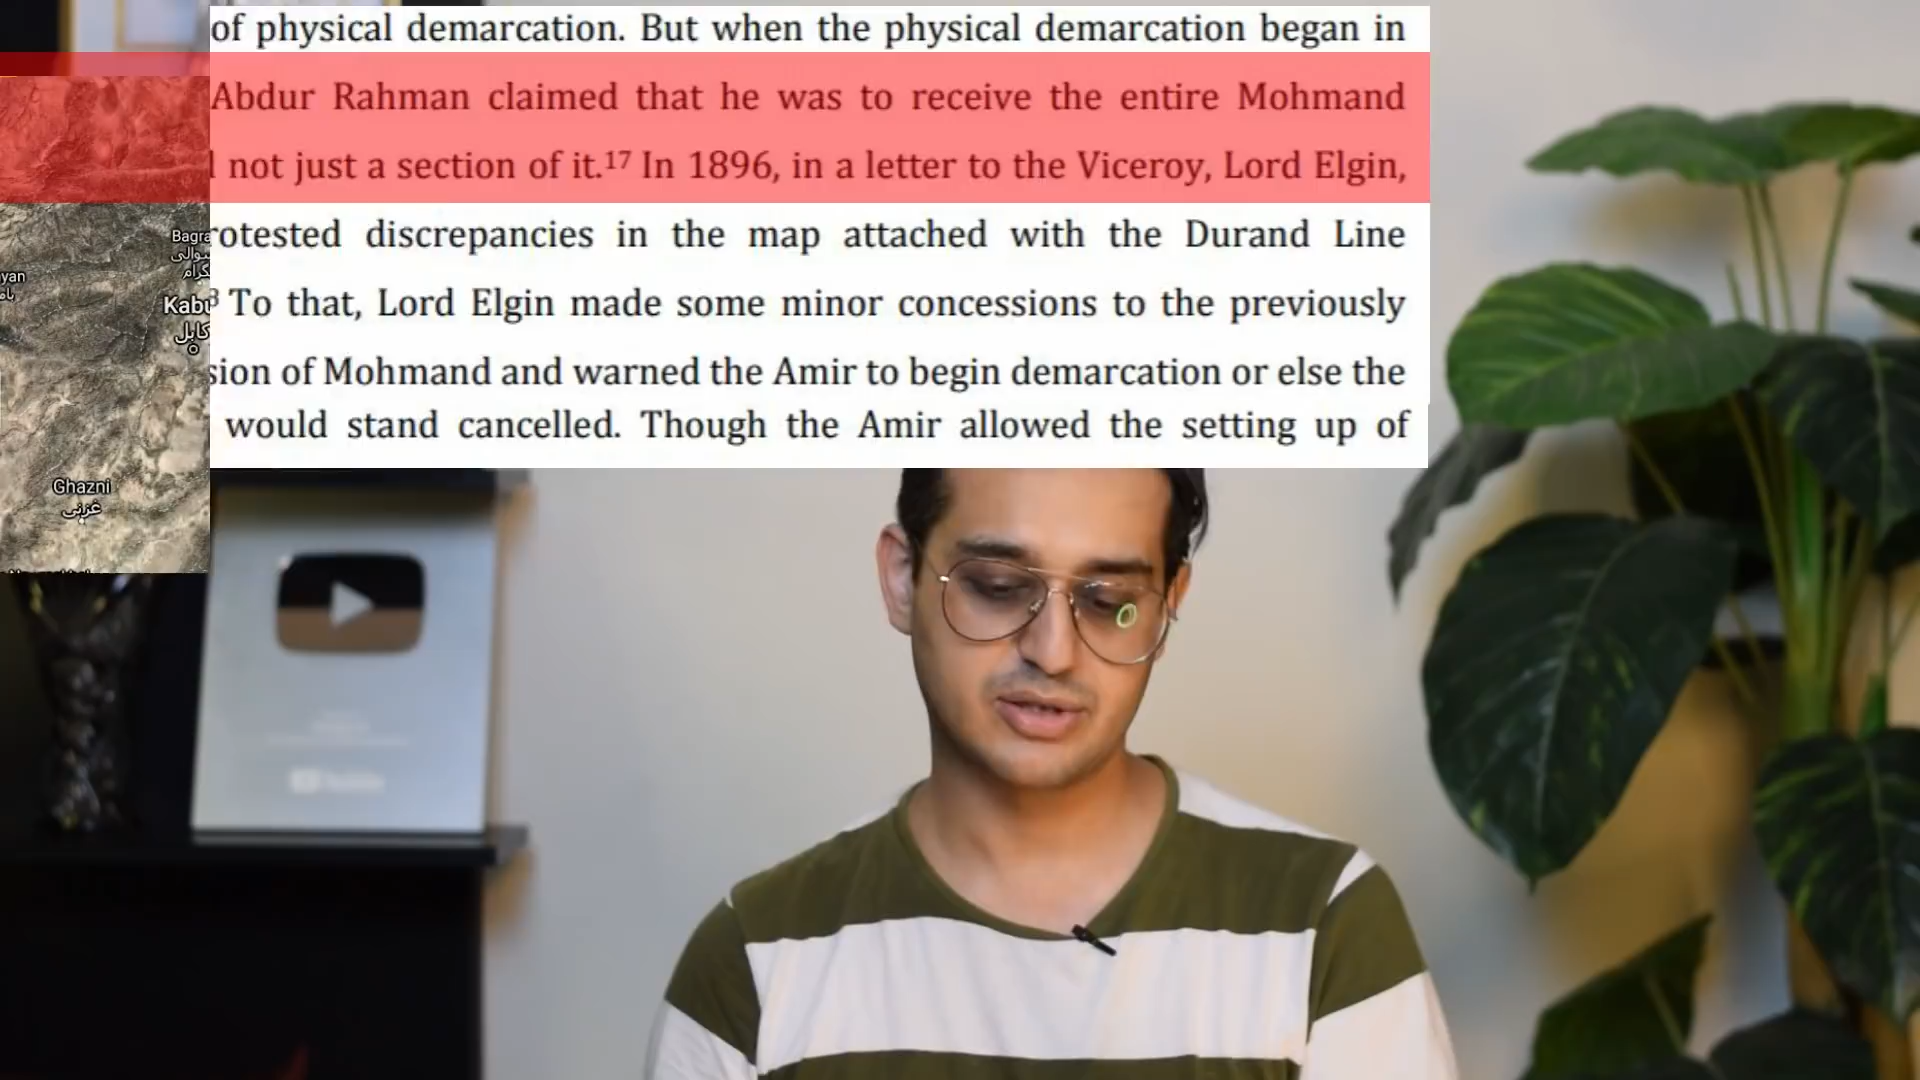 of physical demarcation. But when the physical demarcation began in
Abdur Rahman claimed that he was to receive the entire Mohmand
not just a section of it.17 In 1896, in a letter to the Viceroy, Lord Elgin,
rotested discrepancies in the map attached with the Durand Line
To that, Lord Elgin made some minor concessions to the previously
sion of Mohmand and warned the Amir to begin demarcation or else the
would stand cancelled. Though the Amir allowed the setting up of
Bagra
yan
Kabu
Ghazni
غزنی